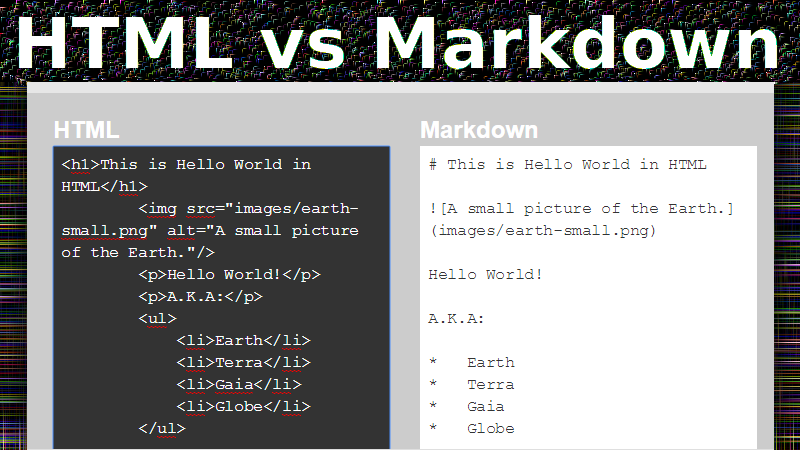 HTML vs Markdown
HTML
<h1>This is Hello World in
HTML</h1>
<img src="images/earth-
small.png" alt="A small picture
of the Earth."/>
<p>Hello World!</p>
<p>A.K.A:</p>
<ul>
<li>Earth</li>
<li>Terra</li>
<li>Gaia</li>
<li>Globe</li>
</ul>
Markdown
# This is Hello World in HTML
![A small picture of the Earth.]
(images/earth-small.png)
Hello World!
A.K.A:
* Earth
* Terra
* Gaia
* Globe